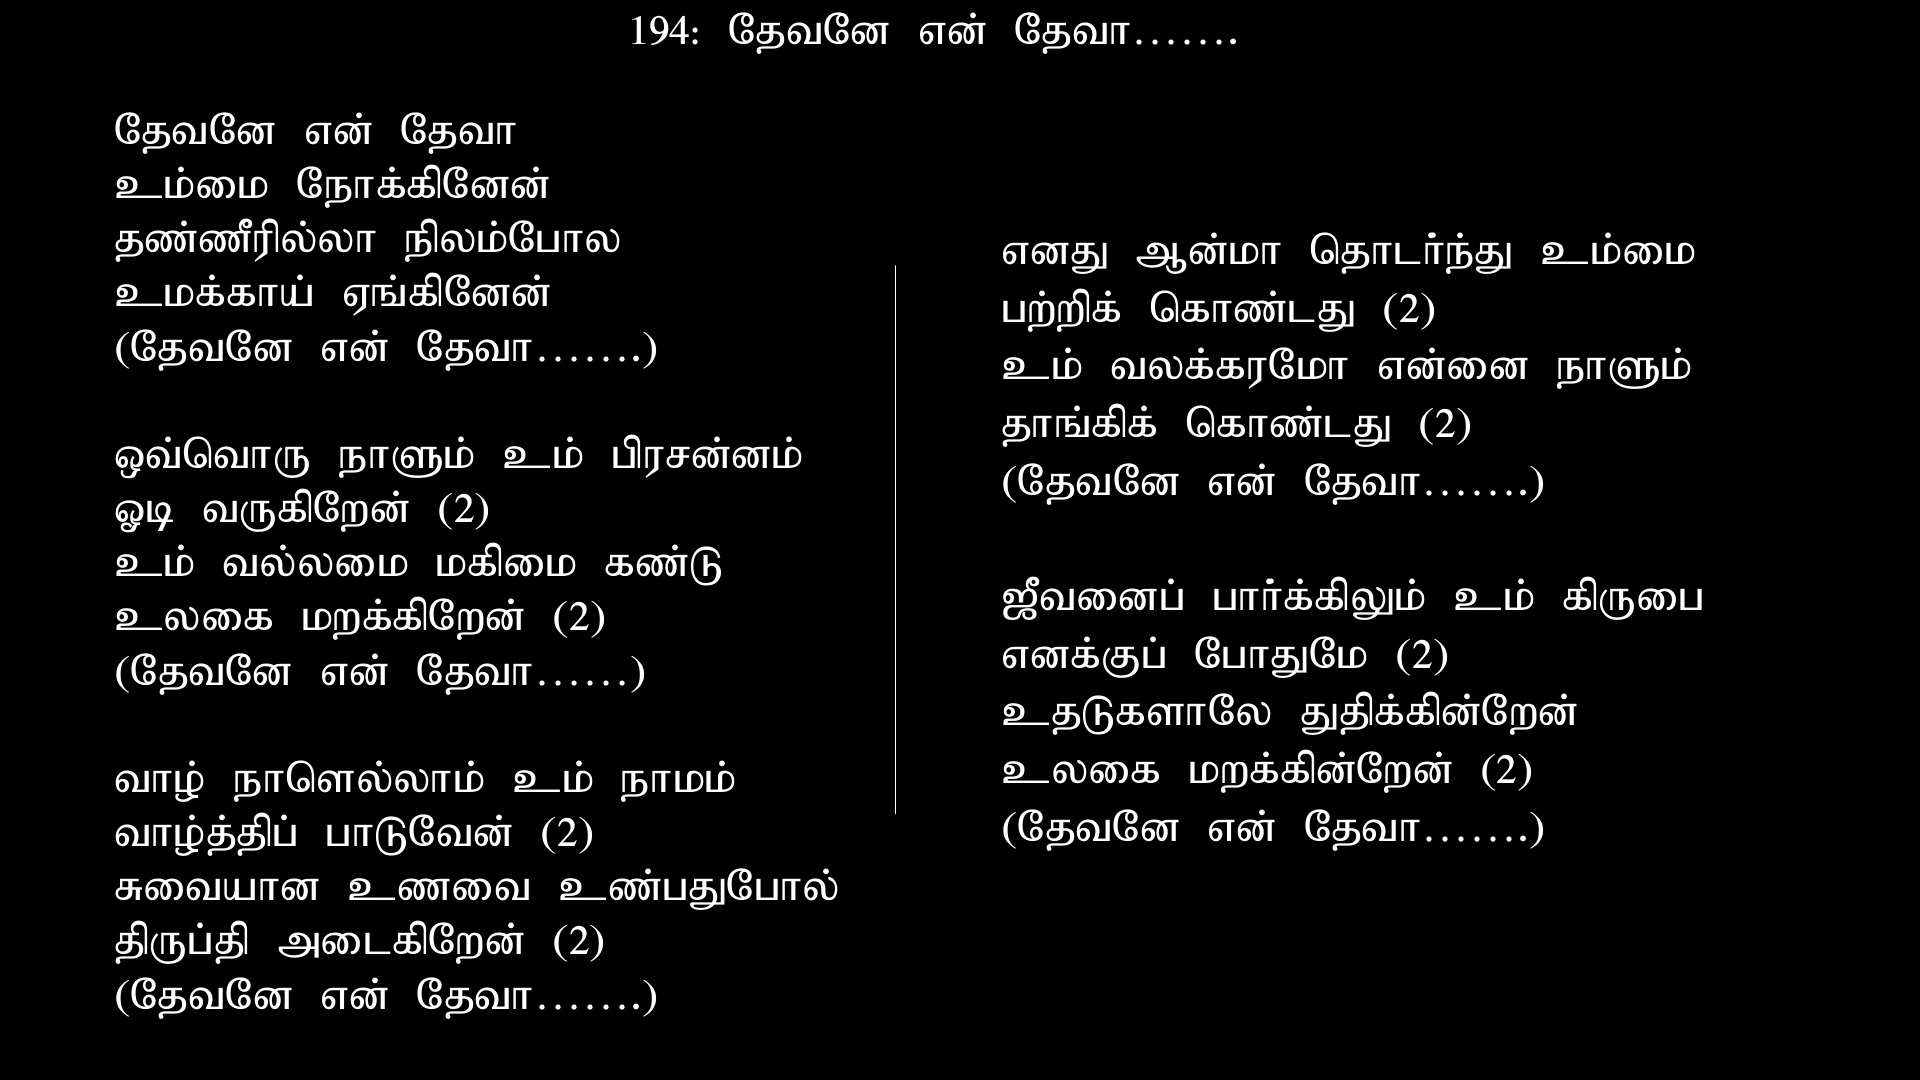 194: தேவனே என் தேவா…….
தேவனே என் தேவா
உம்மை நோக்கினேன்
தண்ணீரில்லா நிலம்போல
உமக்காய் ஏங்கினேன்
(தேவனே என் தேவா…….)
ஒவ்வொரு நாளும் உம் பிரசன்னம்
ஓடி வருகிறேன் (2)
உம் வல்லமை மகிமை கண்டு
உலகை மறக்கிறேன் (2)
(தேவனே என் தேவா……)
வாழ் நாளெல்லாம் உம் நாமம்
வாழ்த்திப் பாடுவேன் (2)
சுவையான உணவை உண்பதுபோல்
திருப்தி அடைகிறேன் (2)
(தேவனே என் தேவா…….)
எனது ஆன்மா தொடர்ந்து உம்மை
பற்றிக் கொண்டது (2)
உம் வலக்கரமோ என்னை நாளும்
தாங்கிக் கொண்டது (2)
(தேவனே என் தேவா…….)
ஜீவனைப் பார்க்கிலும் உம் கிருபை
எனக்குப் போதுமே (2)
உதடுகளாலே துதிக்கின்றேன்
உலகை மறக்கின்றேன் (2)
(தேவனே என் தேவா…….)